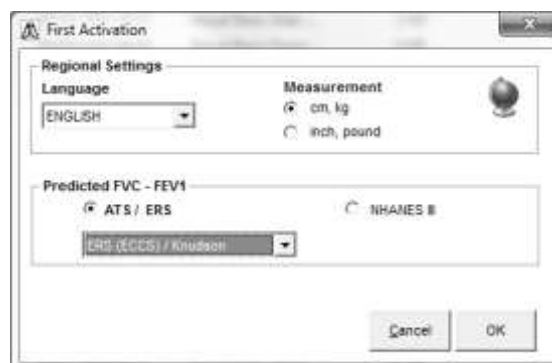 First Activation
Regional Settings
Language
Measurement
ENGLISH
cm, kg
inch, pound
Predicted FVC - FEV1
ATS / ERS
NHANES III
ERS (ECCS) / Knudson
Cancel
OK